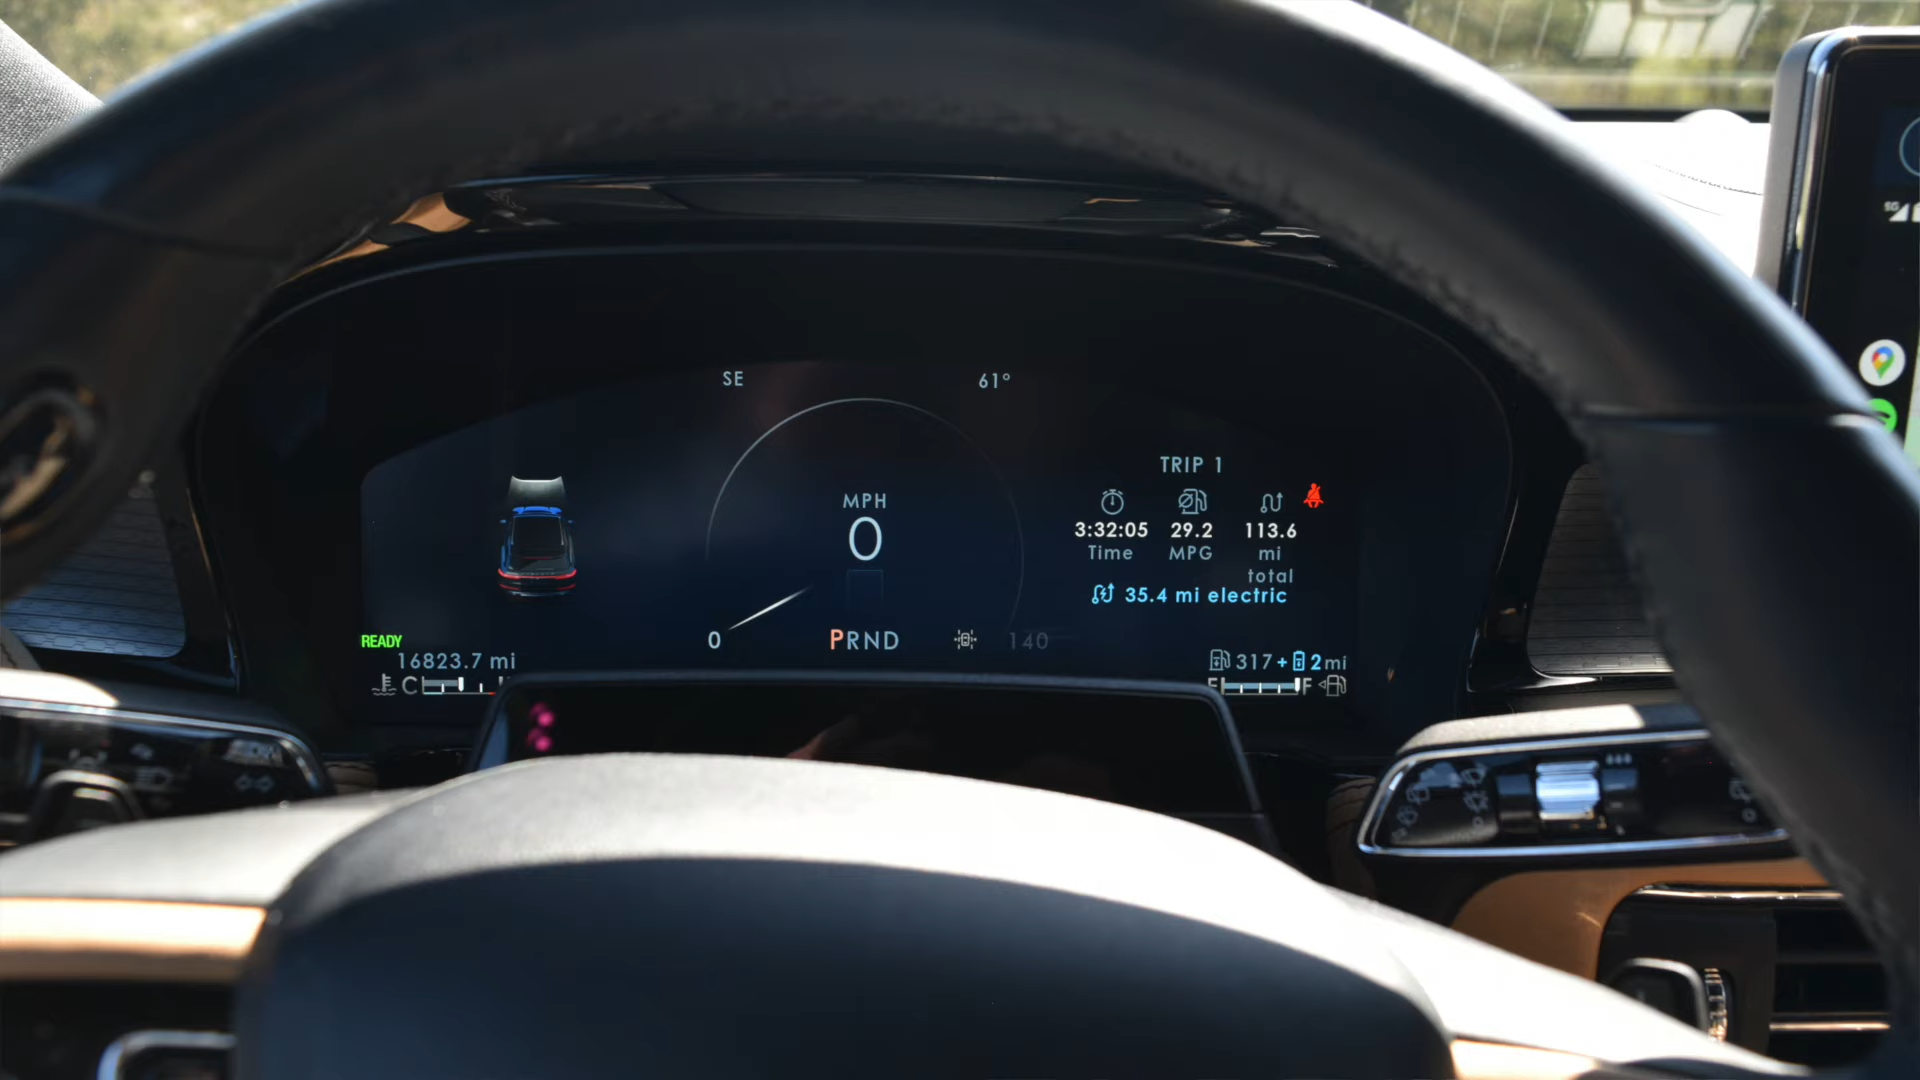 SE
61°
5G
TRIP 1
MPH
0
3:32:05 29.2 113.6
Time MPG mi
total
35.4 mi electric
READY
0
PRND
140
16823.7 mi
317 + 2 mi
C
E F